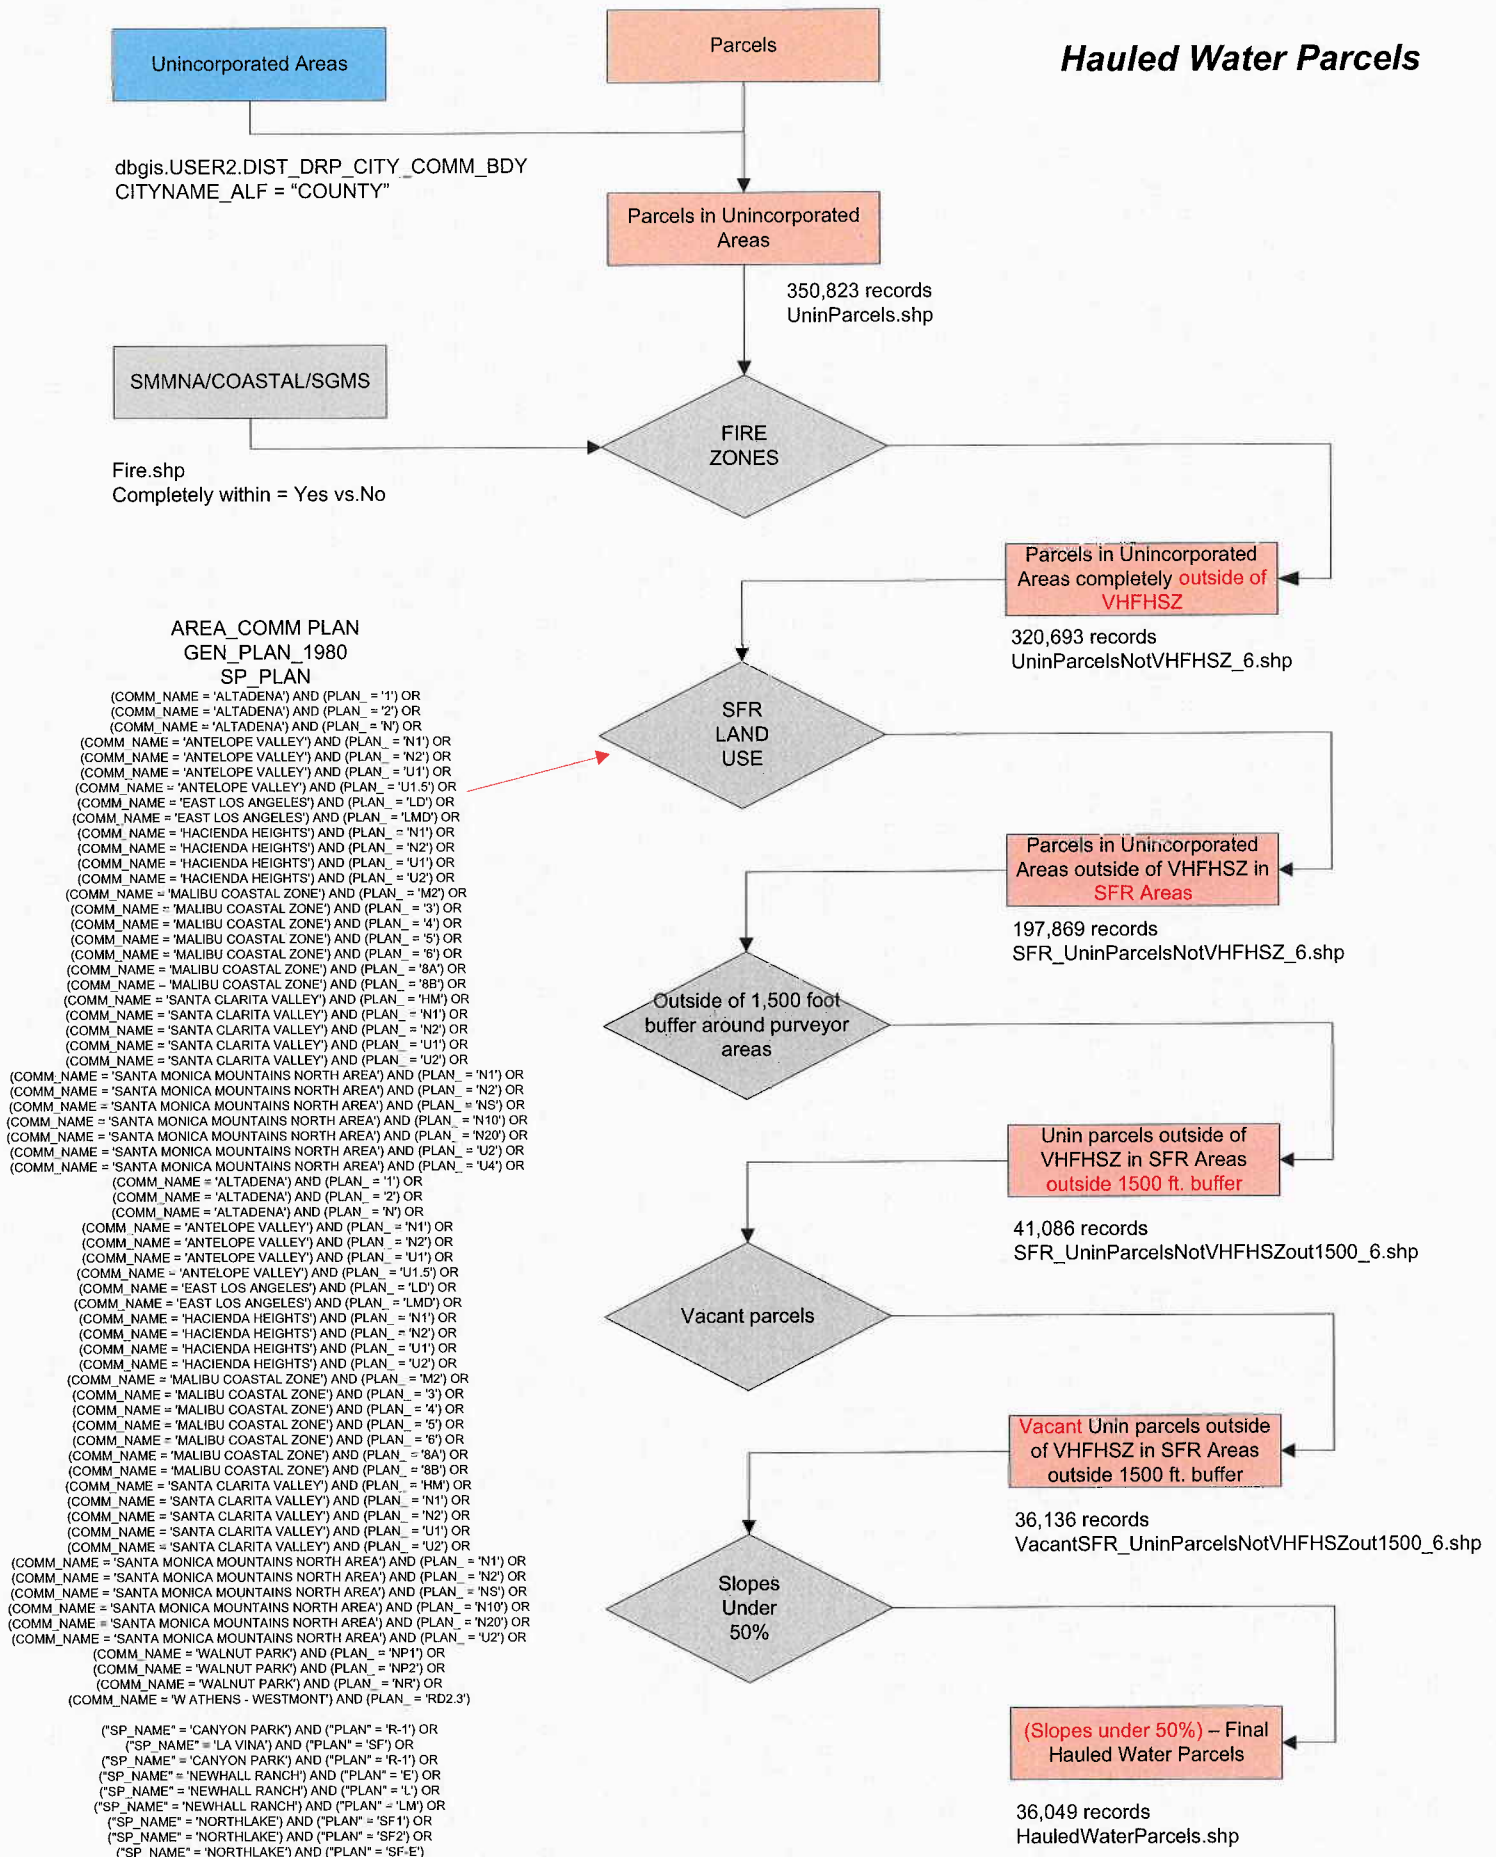 Hauled Water Parcels
Unincorporated Areas
Parcels
dbgis.USER2.DIST_DRP_CITY_COMM_BDY
CITYNAME_ALF = “COUNTY”
Parcels in Unincorporated
Areas
350,823 records
UninParcels.shp
SMMNA/COASTAL/SGMS
Fire.shp
Completely within = Yes vs.No
FIRE
ZONES
Parcels in Unincorporated
Areas completely outside of
VHFHSZ
320,693 records
UninParcelsNotVHFHSZ_6.shp
AREA_COMM PLAN
GEN_PLAN_1980
SP_PLAN
(COMM_NAME = 'ALTADENA') AND (PLAN_ = '1') OR
(COMM_NAME = 'ALTADENA') AND (PLAN_ = '2') OR
(COMM_NAME = 'ALTADENA') AND (PLAN_ = 'N') OR
(COMM_NAME = 'ANTELOPE VALLEY') AND (PLAN_ = 'N1') OR
(COMM_NAME = 'ANTELOPE VALLEY') AND (PLAN_ = 'N2') OR
(COMM_NAME = 'ANTELOPE VALLEY') AND (PLAN_ = 'U1') OR
(COMM_NAME = 'ANTELOPE VALLEY') AND (PLAN_ = 'U1.5') OR
(COMM_NAME = 'EAST LOS ANGELES') AND (PLAN_ = 'LD') OR
(COMM_NAME = 'EAST LOS ANGELES') AND (PLAN_ = 'LMD') OR
(COMM_NAME = 'HACIENDA HEIGHTS') AND (PLAN_ = 'N1') OR
(COMM_NAME = 'HACIENDA HEIGHTS') AND (PLAN_ = 'N2') OR
(COMM_NAME = 'HACIENDA HEIGHTS') AND (PLAN_ = 'U1') OR
(COMM_NAME = 'HACIENDA HEIGHTS') AND (PLAN_ = 'U2') OR
(COMM_NAME = 'MALIBU COASTAL ZONE') AND (PLAN_ = 'M2') OR
(COMM_NAME = 'MALIBU COASTAL ZONE') AND (PLAN_ = '3') OR
(COMM_NAME = 'MALIBU COASTAL ZONE') AND (PLAN_ = '4') OR
(COMM_NAME = 'MALIBU COASTAL ZONE') AND (PLAN_ = '5') OR
(COMM_NAME = 'MALIBU COASTAL ZONE') AND (PLAN_ = '6') OR
(COMM_NAME = 'MALIBU COASTAL ZONE') AND (PLAN_ = '8A') OR
(COMM_NAME = 'MALIBU COASTAL ZONE') AND (PLAN_ = '8B') OR
(COMM_NAME = 'SANTA CLARITA VALLEY') AND (PLAN_ = 'HM') OR
(COMM_NAME = 'SANTA CLARITA VALLEY') AND (PLAN_ = 'N1') OR
(COMM_NAME = 'SANTA CLARITA VALLEY') AND (PLAN_ = 'N2') OR
(COMM_NAME = 'SANTA CLARITA VALLEY') AND (PLAN_ = 'U1') OR
(COMM_NAME = 'SANTA CLARITA VALLEY') AND (PLAN_ = 'U2') OR
(COMM_NAME = 'SANTA MONICA MOUNTAINS NORTH AREA') AND (PLAN_ = 'N1') OR
(COMM_NAME = 'SANTA MONICA MOUNTAINS NORTH AREA') AND (PLAN_ = 'N2') OR
(COMM_NAME = 'SANTA MONICA MOUNTAINS NORTH AREA') AND (PLAN_ = 'NS') OR
(COMM_NAME = 'SANTA MONICA MOUNTAINS NORTH AREA') AND (PLAN_ = 'N10') OR
(COMM_NAME = 'SANTA MONICA MOUNTAINS NORTH AREA') AND (PLAN_ = 'N20') OR
(COMM_NAME = 'SANTA MONICA MOUNTAINS NORTH AREA') AND (PLAN_ = 'U2') OR
(COMM_NAME = 'SANTA MONICA MOUNTAINS NORTH AREA') AND (PLAN_ = 'U4') OR
(COMM_NAME = 'ALTADENA') AND (PLAN_ = '1') OR
(COMM_NAME = 'ALTADENA') AND (PLAN_ = '2') OR
(COMM_NAME = 'ALTADENA') AND (PLAN_ = 'N') OR
(COMM_NAME = 'ANTELOPE VALLEY') AND (PLAN_ = 'N1') OR
(COMM_NAME = 'ANTELOPE VALLEY') AND (PLAN_ = 'N2') OR
(COMM_NAME = 'ANTELOPE VALLEY') AND (PLAN_ = 'U1') OR
(COMM_NAME = 'ANTELOPE VALLEY') AND (PLAN_ = 'U1.5') OR
(COMM_NAME = 'EAST LOS ANGELES') AND (PLAN_ = 'LD') OR
(COMM_NAME = 'EAST LOS ANGELES') AND (PLAN_ = 'LMD') OR
(COMM_NAME = 'HACIENDA HEIGHTS') AND (PLAN_ = 'N1') OR
(COMM_NAME = 'HACIENDA HEIGHTS') AND (PLAN_ = 'N2') OR
(COMM_NAME = 'HACIENDA HEIGHTS') AND (PLAN_ = 'U1') OR
(COMM_NAME = 'HACIENDA HEIGHTS') AND (PLAN_ = 'U2') OR
(COMM_NAME = 'MALIBU COASTAL ZONE') AND (PLAN_ = 'M2') OR
(COMM_NAME = 'MALIBU COASTAL ZONE') AND (PLAN_ = '3') OR
(COMM_NAME = 'MALIBU COASTAL ZONE') AND (PLAN_ = '4') OR
(COMM_NAME = 'MALIBU COASTAL ZONE') AND (PLAN_ = '5') OR
(COMM_NAME = 'MALIBU COASTAL ZONE') AND (PLAN_ = '6') OR
(COMM_NAME = 'MALIBU COASTAL ZONE') AND (PLAN_ = '8A') OR
(COMM_NAME = 'MALIBU COASTAL ZONE') AND (PLAN_ = '8B') OR
(COMM_NAME = 'SANTA CLARITA VALLEY') AND (PLAN_ = 'HM') OR
(COMM_NAME = 'SANTA CLARITA VALLEY') AND (PLAN_ = 'N1') OR
(COMM_NAME = 'SANTA CLARITA VALLEY') AND (PLAN_ = 'N2') OR
(COMM_NAME = 'SANTA CLARITA VALLEY') AND (PLAN_ = 'U1') OR
(COMM_NAME = 'SANTA CLARITA VALLEY') AND (PLAN_ = 'U2') OR
(COMM_NAME = 'SANTA MONICA MOUNTAINS NORTH AREA') AND (PLAN_ = 'N1') OR
(COMM_NAME = 'SANTA MONICA MOUNTAINS NORTH AREA') AND (PLAN_ = 'N2') OR
(COMM_NAME = 'SANTA MONICA MOUNTAINS NORTH AREA') AND (PLAN_ = 'NS') OR
(COMM_NAME = 'SANTA MONICA MOUNTAINS NORTH AREA') AND (PLAN_ = 'N10') OR
(COMM_NAME = 'SANTA MONICA MOUNTAINS NORTH AREA') AND (PLAN_ = 'N20') OR
(COMM_NAME = 'SANTA MONICA MOUNTAINS NORTH AREA') AND (PLAN_ = 'U2') OR
(COMM_NAME = 'WALNUT PARK') AND (PLAN_ = 'NP1') OR
(COMM_NAME = 'WALNUT PARK') AND (PLAN_ = 'NP2') OR
(COMM_NAME = 'WALNUT PARK') AND (PLAN_ = 'NR') OR
(COMM_NAME = 'W ATHENS - WESTMONT') AND (PLAN_ = 'RD2.3')
("SP_NAME" = 'CANYON PARK') AND ("PLAN" = 'R-1') OR
("SP_NAME" = 'LA VINA') AND ("PLAN" = 'SF') OR
("SP_NAME" = 'CANYON PARK') AND ("PLAN" = 'R-1') OR
("SP_NAME" = 'NEWHALL RANCH') AND ("PLAN" = 'E') OR
("SP_NAME" = 'NEWHALL RANCH') AND ("PLAN" = 'L') OR
("SP_NAME" = 'NEWHALL RANCH') AND ("PLAN" = 'LM') OR
("SP_NAME" = 'NORTHLAKE') AND ("PLAN" = 'SF1') OR
("SP_NAME" = 'NORTHLAKE') AND ("PLAN" = 'SF2') OR
("SP_NAME" = 'NORTHLAKE') AND ("PLAN" = 'SF-E')
SFR
LAND
USE
Parcels in Unincorporated
Areas outside of VHFHSZ in
SFR Areas
197,869 records
SFR_UninParcelsNotVHFHSZ_6.shp
Outside of 1,500 foot
buffer around purveyor
areas
Unin parcels outside of
VHFHSZ in SFR Areas
outside 1500 ft. buffer
41,086 records
SFR_UninParcelsNotVHFHSZout1500_6.shp
Vacant parcels
Vacant Unin parcels outside
of VHFHSZ in SFR Areas
outside 1500 ft. buffer
36,136 records
VacantSFR_UninParcelsNotVHFHSZout1500_6.shp
Slopes
Under
50%
(Slopes under 50%) – Final
Hauled Water Parcels
36,049 records
HauledWaterParcels.shp